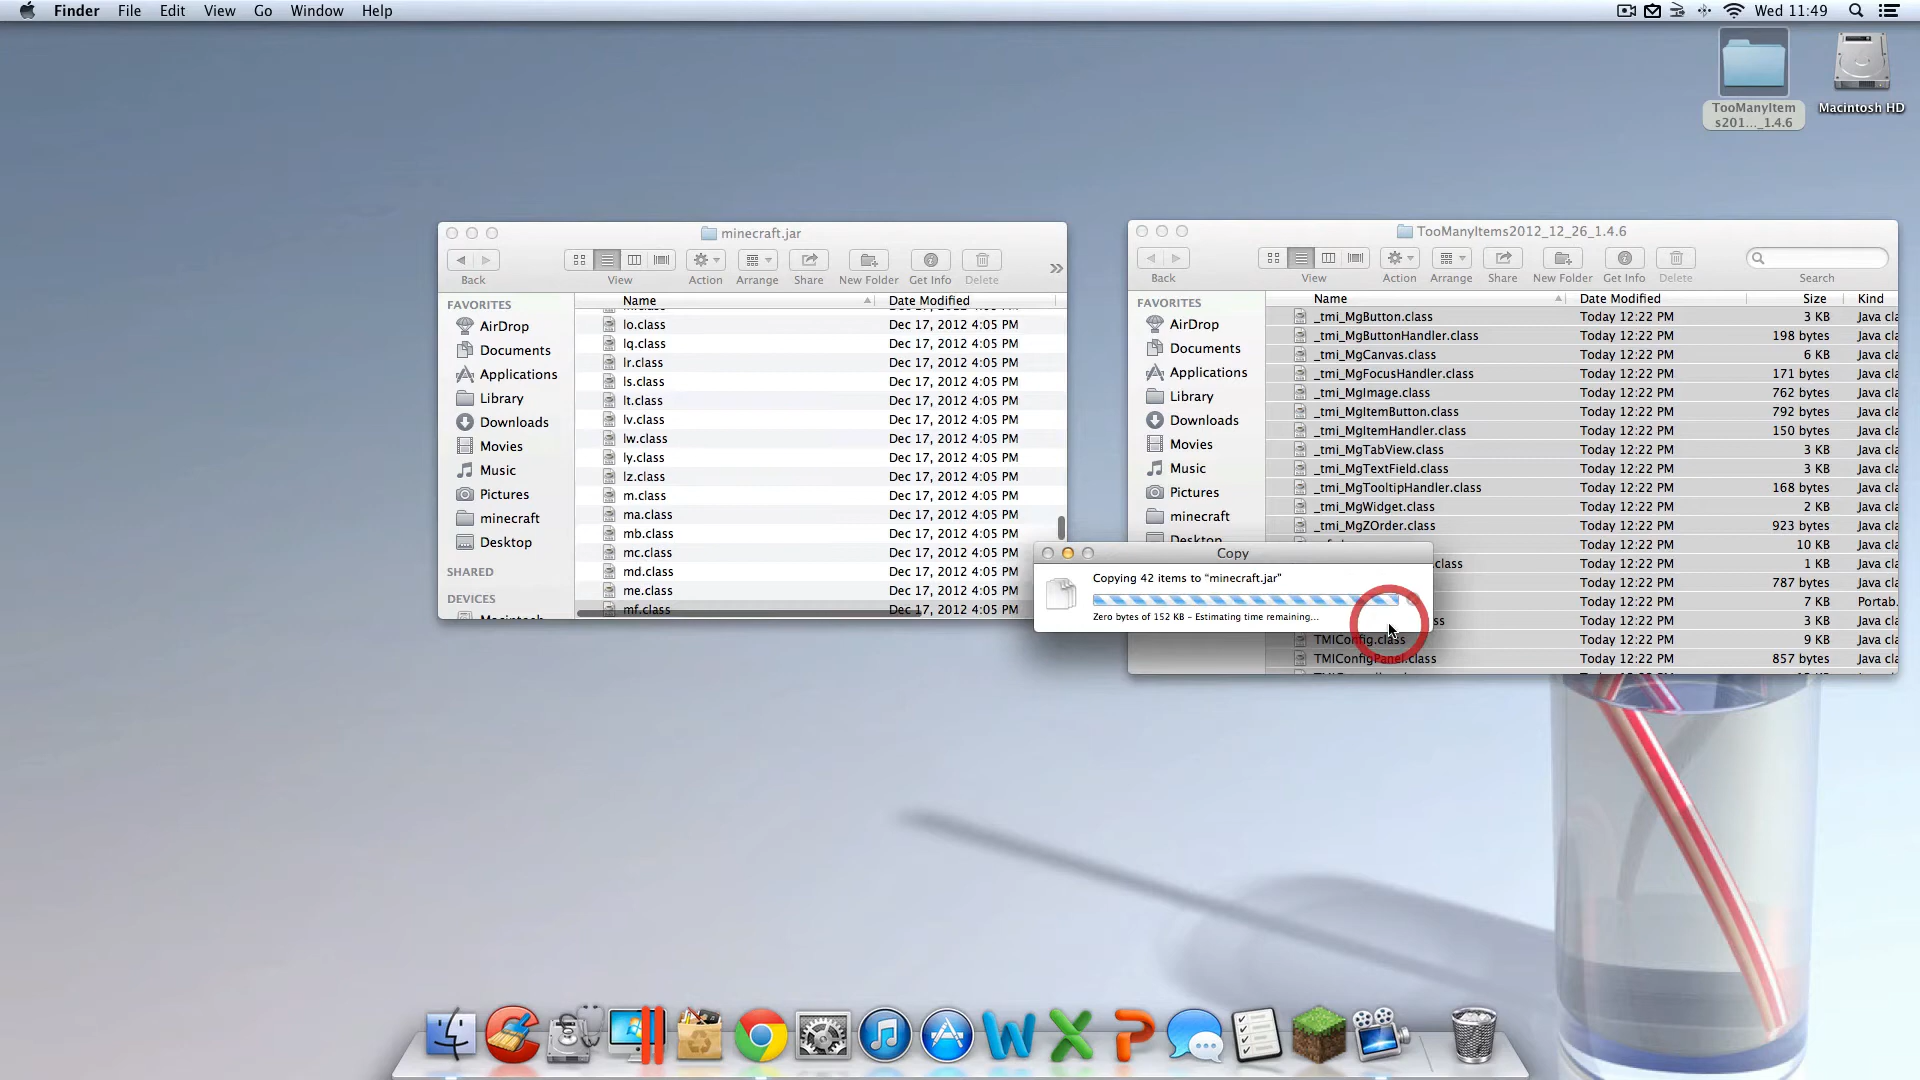 Finder File Edit View Go Window Help
Wed 11:49
TooManyItem
s201..._1.4.6
Macintosh HD
minecraft.jar
Back View Action Arrange Share New Folder Get Info Delete
FAVORITES
AirDrop
Documents
Applications
Library
Downloads
Movies
Music
Pictures
minecraft
Desktop
SHARED
DEVICES
Name Date Modified
lo.class Dec 17, 2012 4:05 PM
lq.class Dec 17, 2012 4:05 PM
lr.class Dec 17, 2012 4:05 PM
ls.class Dec 17, 2012 4:05 PM
lt.class Dec 17, 2012 4:05 PM
lv.class Dec 17, 2012 4:05 PM
lw.class Dec 17, 2012 4:05 PM
ly.class Dec 17, 2012 4:05 PM
lz.class Dec 17, 2012 4:05 PM
m.class Dec 17, 2012 4:05 PM
ma.class Dec 17, 2012 4:05 PM
mb.class Dec 17, 2012 4:05 PM
mc.class Dec 17, 2012 4:05 PM
md.class Dec 17, 2012 4:05 PM
me.class Dec 17, 2012 4:05 PM
mf.class Dec 17, 2012 4:05 PM
TooManyItems2012_12_26_1.4.6
Back View Action Arrange Share New Folder Get Info Delete Search
FAVORITES
AirDrop
Documents
Applications
Library
Downloads
Movies
Music
Pictures
minecraft
Desktop
Name Date Modified Size Kind
_tmi_MgButton.class Today 12:22 PM 3 KB Java cla
_tmi_MgButtonHandler.class Today 12:22 PM 198 bytes Java cla
_tmi_MgCanvas.class Today 12:22 PM 6 KB Java cla
_tmi_MgFocusHandler.class Today 12:22 PM 171 bytes Java cla
_tmi_MgImage.class Today 12:22 PM 762 bytes Java cla
_tmi_MgItemButton.class Today 12:22 PM 792 bytes Java cla
_tmi_MgItemHandler.class Today 12:22 PM 150 bytes Java cla
_tmi_MgTabView.class Today 12:22 PM 3 KB Java cla
_tmi_MgTextField.class Today 12:22 PM 3 KB Java cla
_tmi_MgTooltipHandler.class Today 12:22 PM 168 bytes Java cla
_tmi_MgWidget.class Today 12:22 PM 2 KB Java cla
_tmi_MgZOrder.class Today 12:22 PM 923 bytes Java cla
Today 12:22 PM 10 KB Java cla
.class Today 12:22 PM 1 KB Java cla
Today 12:22 PM 787 bytes Java cla
Today 12:22 PM 7 KB Portab.
ss Today 12:22 PM 3 KB Java cla
TMIConfig.class Today 12:22 PM 9 KB Java cla
TMIConfigPanel.class Today 12:22 PM 857 bytes Java cla
Copy
Copying 42 items to “minecraft.jar”
Zero bytes of 152 KB – Estimating time remaining...